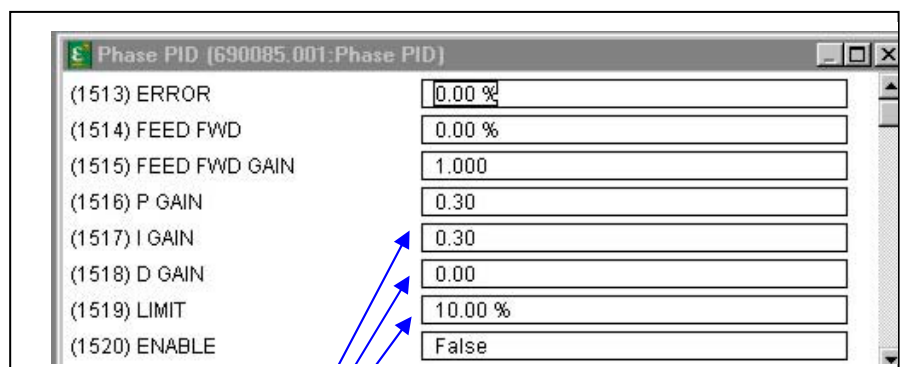 Phase PID (690085.001:Phase PID)
(1513) ERROR 0.00 %
(1514) FEED FWD 0.00 %
(1515) FEED FWD GAIN 1.000
(1516) P GAIN 0.30
(1517) I GAIN 0.30
(1518) D GAIN 0.00
(1519) LIMIT 10.00 %
(1520) ENABLE False